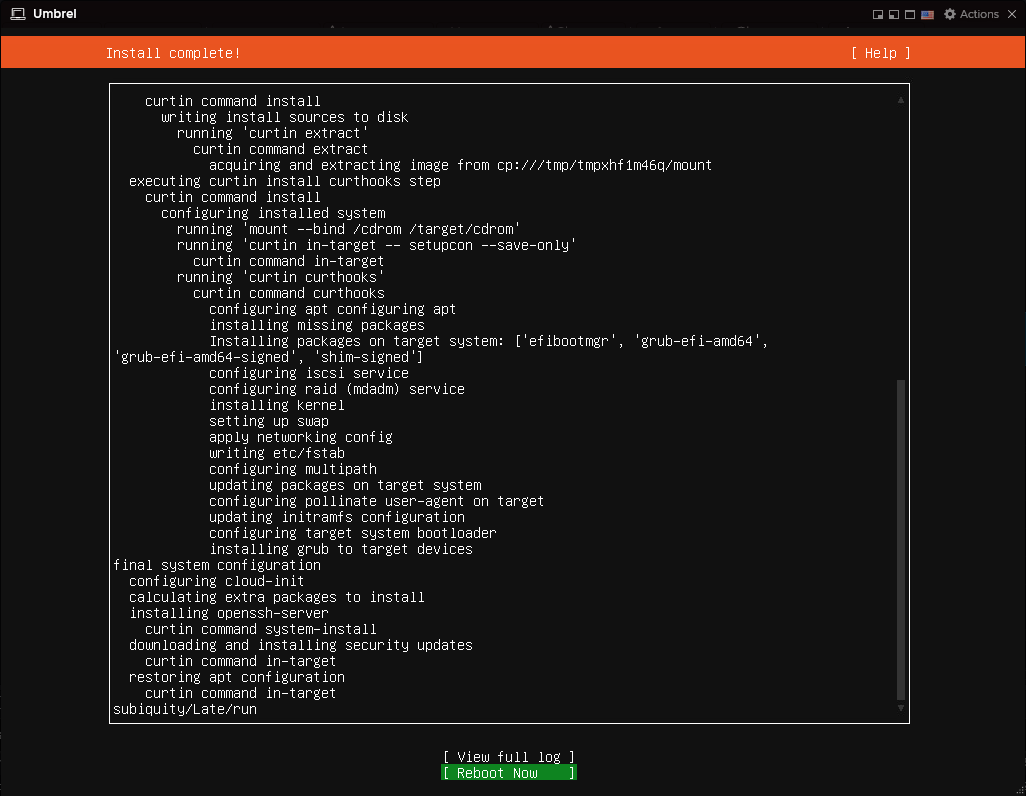 Umbrel
Actions
Install complete!
[ Help ]
curtin command install
writing install sources to disk
running 'curtin extract'
curtin command extract
acquiring and extracting image from cp:///tmp/tmpxhf1m46q/mount
executing curtin install curthooks step
curtin command install
configuring installed system
running 'mount --bind /cdrom /target/cdrom'
running 'curtin in-target -- setupcon --save-only'
curtin command in-target
running 'curtin curthooks'
curtin command curthooks
configuring apt configuring apt
installing missing packages
Installing packages on target system: ['efibootmgr', 'grub-efi-amd64',
'grub-efi-amd64-signed', 'shim-signed']
configuring iscsi service
configuring raid (mdadm) service
installing kernel
setting up swap
apply networking config
writing etc/fstab
configuring multipath
updating packages on target system
configuring pollinate user-agent on target
updating initramfs configuration
configuring target system bootloader
installing grub to target devices
final system configuration
configuring cloud-init
calculating extra packages to install
installing openssh-server
curtin command system-install
downloading and installing security updates
curtin command in-target
restoring apt configuration
curtin command in-target
subiquity/Late/run
[ View full log ]
[ Reboot Now ]